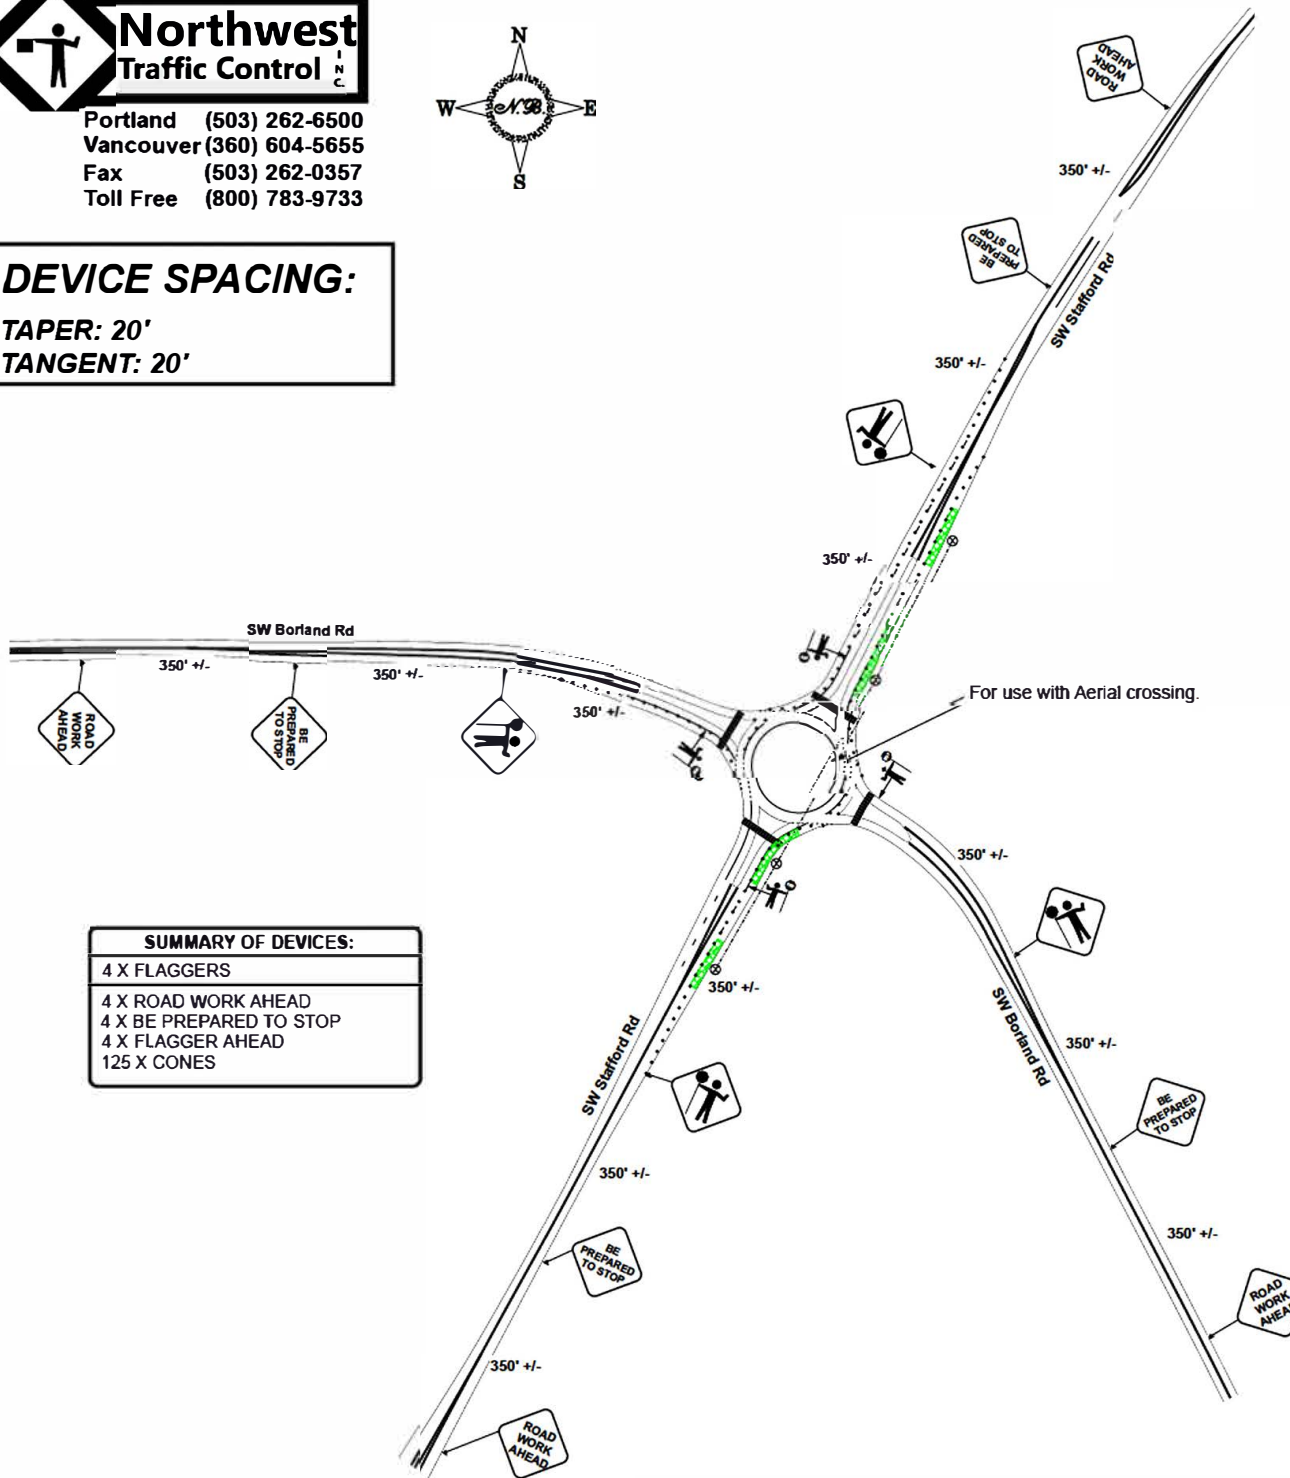 Northwest
Traffic Control INC.
Portland (503) 262-6500
Vancouver (360) 604-5655
Fax (503) 262-0357
Toll Free (800) 783-9733
N
W N.B. E
S
DEVICE SPACING:
TAPER: 20'
TANGENT: 20'
ROAD
WORK
AHEAD
350' +/-
BE
PREPARED
TO STOP
SW Stafford Rd
350' +/-
350' +/-
SW Borland Rd
350' +/-
350' +/-
350' +/-
ROAD
WORK
AHEAD
BE
PREPARED
TO STOP
For use with Aerial crossing.
350' +/-
SUMMARY OF DEVICES:
4 X FLAGGERS
4 X ROAD WORK AHEAD
4 X BE PREPARED TO STOP
4 X FLAGGER AHEAD
125 X CONES
350' +/-
SW Stafford Rd
SW Borland Rd
350' +/-
BE
PREPARED
TO STOP
350' +/-
350' +/-
BE
PREPARED
TO STOP
ROAD
WORK
AHEA
350' +/-
ROAD
WORK
AHEAD